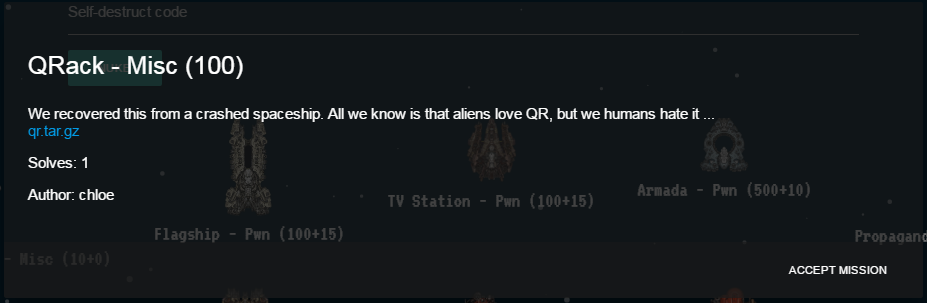 Self-destruct code
QRack - Misc (100)
We recovered this from a crashed spaceship. All we know is that aliens love QR, but we humans hate it ...
qr.tar.gz
Solves: 1
Author: chloe
Armada - Pwn (500+10)
TV Station - Pwn (100+15)
Flagship - Pwn (100+15)
Propagand
- Misc (10+0)
ACCEPT MISSION